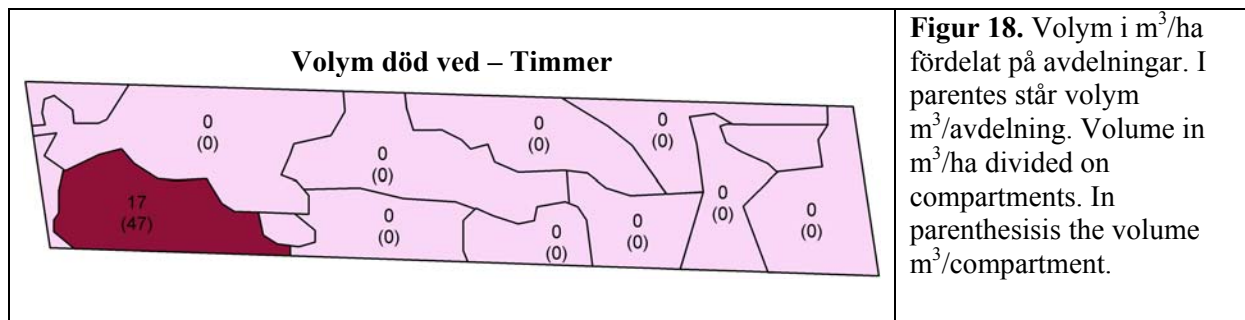 Volym död ved – Timmer
0
(0)
0
(0)
0
(0)
0
(0)
17
(47)
0
(0)
0
(0)
0
(0)
0
(0)
0
(0)
Figur 18. Volym i m³/ha
fördelat på avdelningar. I
parentes står volym
m³/avdelning. Volume in
m³/ha divided on
compartments. In
parenthesisis the volume
m³/compartment.